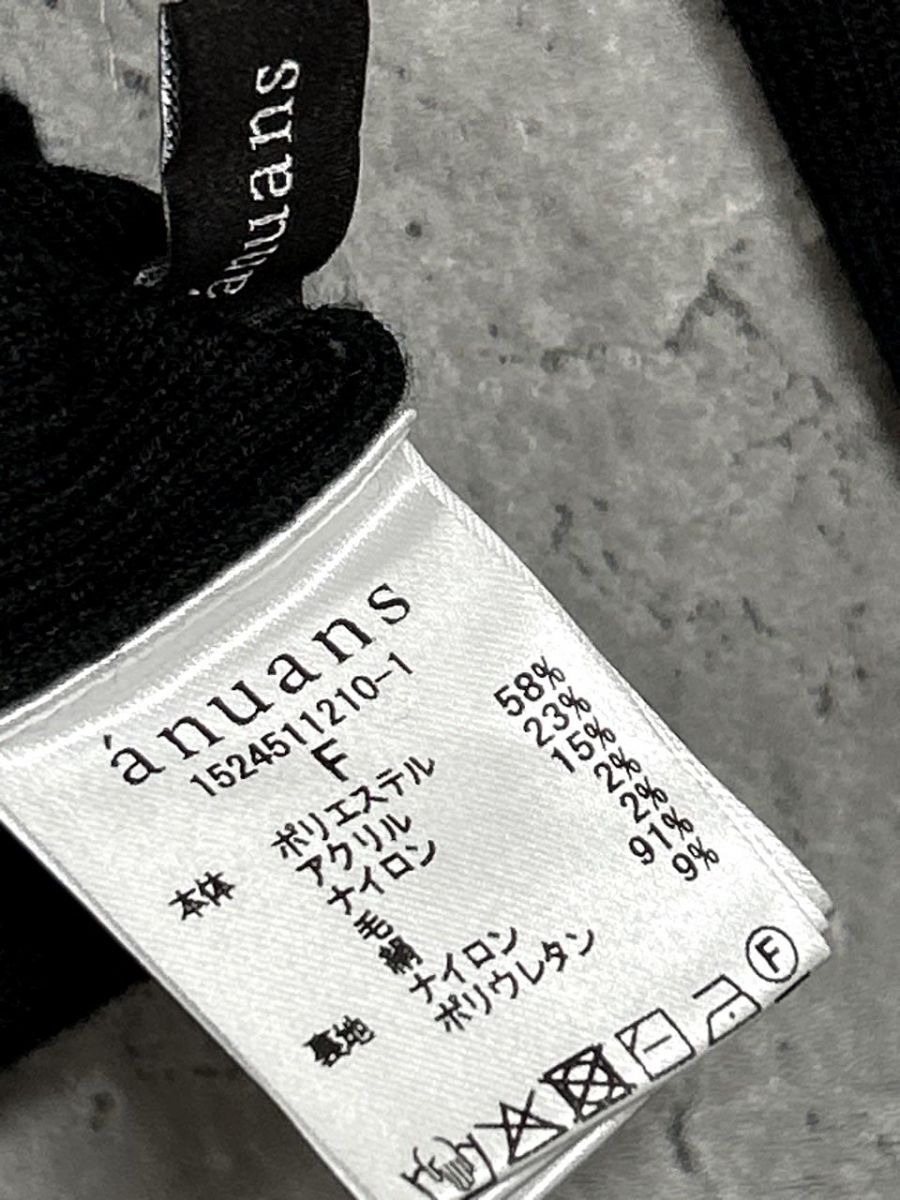 ánuans
ánuans
1524511210-1
F
本体 ポリエステル 58%
アクリル 23%
ナイロン 15%
毛 2%
絹 2%
裏地 ナイロン 91%
ポリウレタン 9%
F